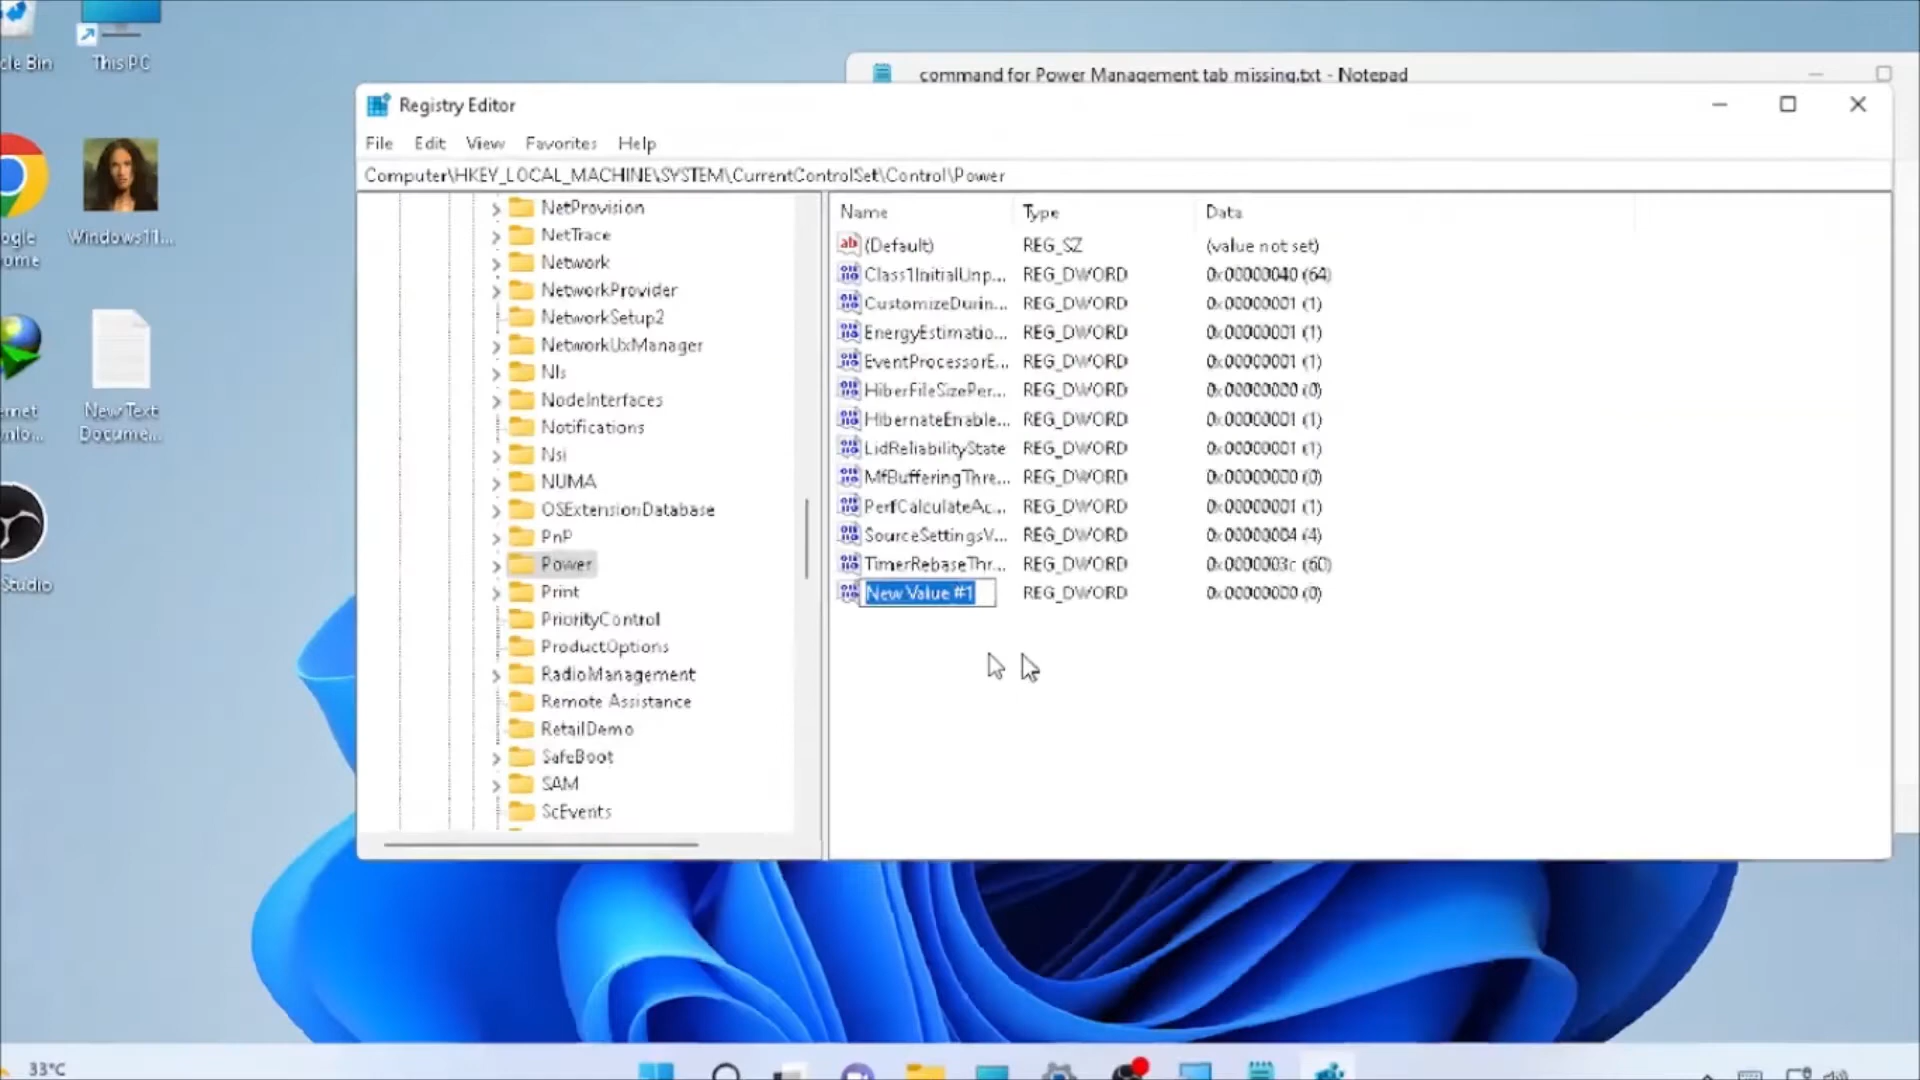 cle Bin
This PC
command for Power Management tab missing.txt - Notepad
Registry Editor
File Edit View Favorites Help
Computer\HKEY_LOCAL_MACHINE\SYSTEM\CurrentControlSet\Control\Power
NetProvision
NetTrace
Network
NetworkProvider
NetworkSetup2
NetworkUxManager
Nls
NodeInterfaces
Notifications
Nsi
NUMA
OSExtensionDatabase
PnP
Power
Print
PriorityControl
ProductOptions
RadioManagement
Remote Assistance
RetailDemo
SafeBoot
SAM
ScEvents
Name Type Data
(Default) REG_SZ (value not set)
Class1InitialUnp... REG_DWORD 0x00000040 (64)
CustomizeDurin... REG_DWORD 0x00000001 (1)
EnergyEstimatio... REG_DWORD 0x00000001 (1)
EventProcessorE... REG_DWORD 0x00000001 (1)
HiberFileSizePer... REG_DWORD 0x00000000 (0)
HibernateEnable... REG_DWORD 0x00000001 (1)
LidReliabilityState REG_DWORD 0x00000001 (1)
MfBufferingThre... REG_DWORD 0x00000000 (0)
PerfCalculateAc... REG_DWORD 0x00000001 (1)
SourceSettingsV... REG_DWORD 0x00000004 (4)
TimerRebaseThr... REG_DWORD 0x0000003c (60)
New Value #1 REG_DWORD 0x00000000 (0)
ogle
ome
Windows11...
ernet
nlo...
New Text
Docume...
Studio
33°C